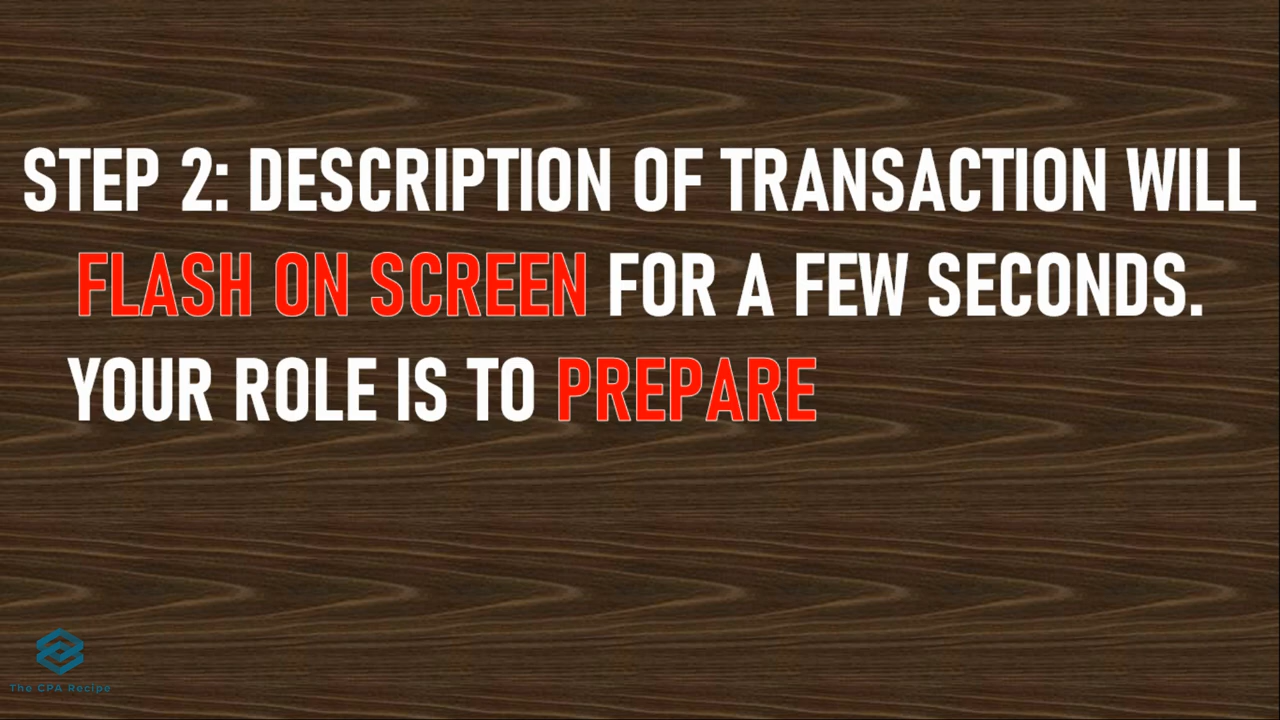 STEP 2: DESCRIPTION OF TRANSACTION WILL
FLASH ON SCREEN FOR A FEW SECONDS.
YOUR ROLE IS TO PREPARE
The CPA Recipe